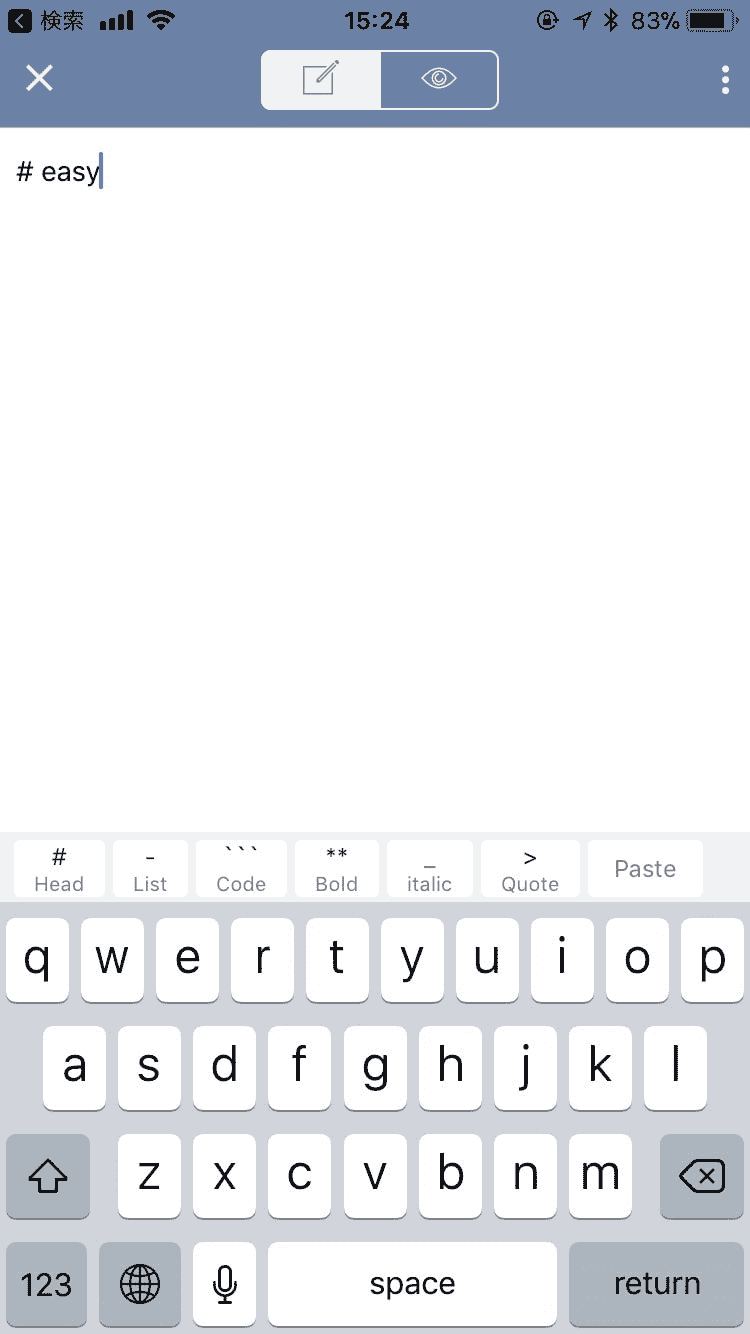 検索 15:24 83%
# easy
# - ``` ** _ >
Head List Code Bold italic Quote Paste
q w e r t y u i o p
a s d f g h j k l
z x c v b n m
123 space return